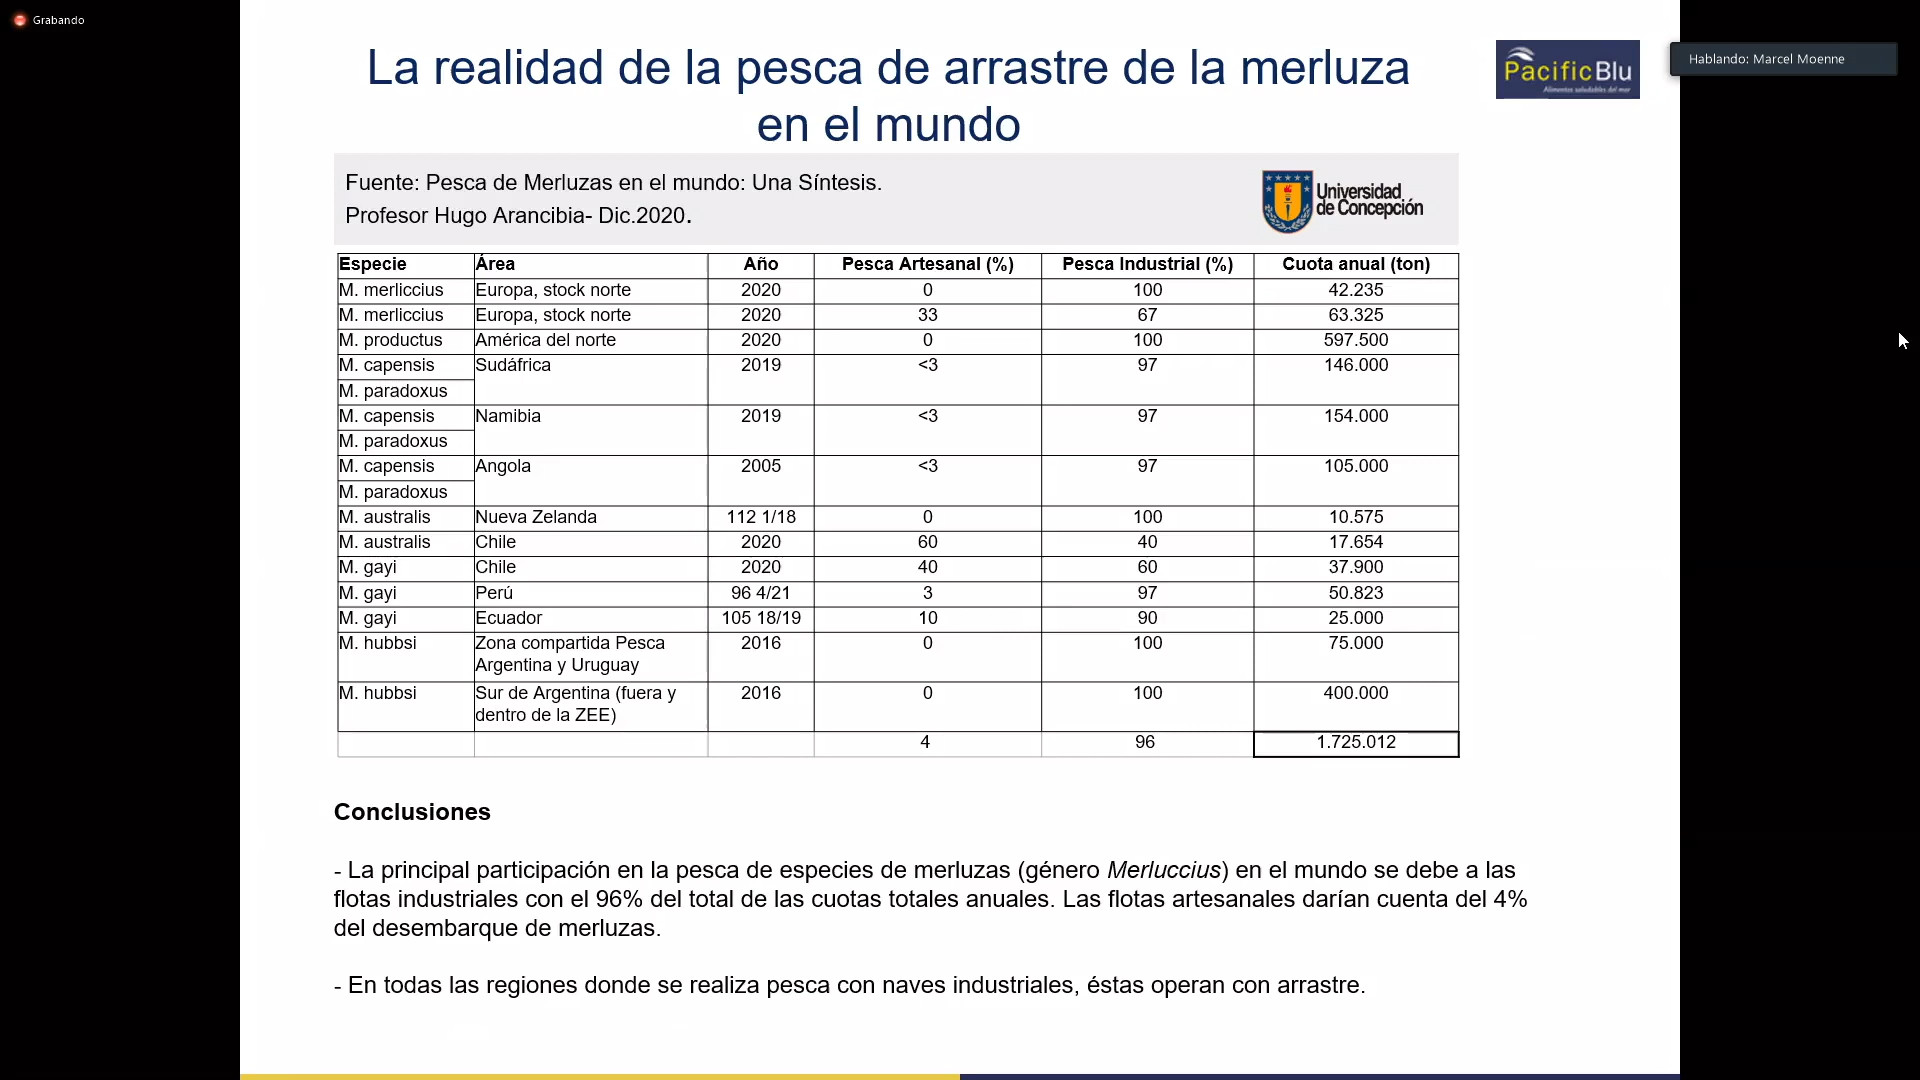 Grabando
La realidad de la pesca de arrastre de la merluza
en el mundo
PacificBlu
Alimentos saludables del mar
Hablando: Marcel Moenne
Fuente: Pesca de Merluzas en el mundo: Una Síntesis.
Profesor Hugo Arancibia- Dic.2020.
Universidad
de Concepción
Especie Área Año Pesca Artesanal (%) Pesca Industrial (%) Cuota anual (ton)
M. merliccius Europa, stock norte 2020 0 100 42.235
M. merliccius Europa, stock norte 2020 33 67 63.325
M. productus América del norte 2020 0 100 597.500
M. capensis Sudáfrica 2019 <3 97 146.000
M. paradoxus
M. capensis Namibia 2019 <3 97 154.000
M. paradoxus
M. capensis Angola 2005 <3 97 105.000
M. paradoxus
M. australis Nueva Zelanda 112 1/18 0 100 10.575
M. australis Chile 2020 60 40 17.654
M. gayi Chile 2020 40 60 37.900
M. gayi Perú 96 4/21 3 97 50.823
M. gayi Ecuador 105 18/19 10 90 25.000
M. hubbsi Zona compartida Pesca 2016 0 100 75.000
Argentina y Uruguay
M. hubbsi Sur de Argentina (fuera y 2016 0 100 400.000
dentro de la ZEE)
4 96 1.725.012
Conclusiones
- La principal participación en la pesca de especies de merluzas (género Merluccius) en el mundo se debe a las
flotas industriales con el 96% del total de las cuotas totales anuales. Las flotas artesanales darían cuenta del 4%
del desembarque de merluzas.
- En todas las regiones donde se realiza pesca con naves industriales, éstas operan con arrastre.